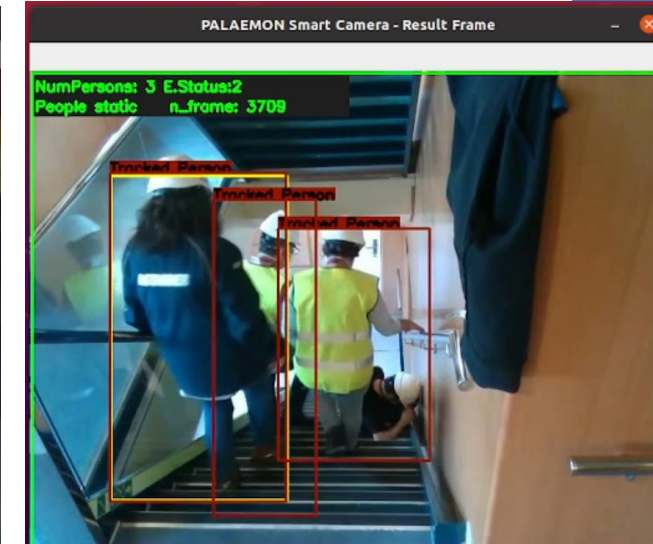 PALAEMON Smart Camera - Result Frame
NumPersons: 3 E.Status:2
People static n_frame: 3709
Tracked Person
Tracked Person
Tracked Person